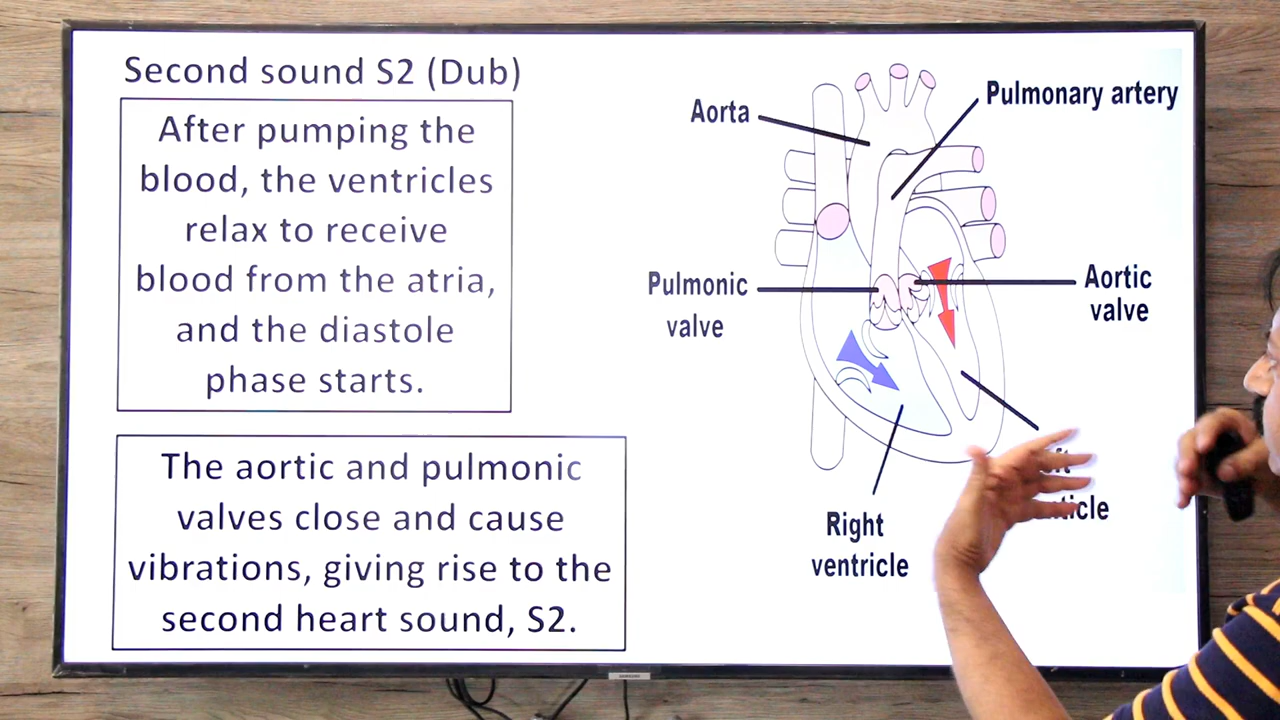 Second sound S2 (Dub)
After pumping the
blood, the ventricles
relax to receive
blood from the atria,
and the diastole
phase starts.
The aortic and pulmonic
valves close and cause
vibrations, giving rise to the
second heart sound, S2.
Aorta
Pulmonary artery
Pulmonic
valve
Aortic
valve
Right
ventricle
SAMSUNG